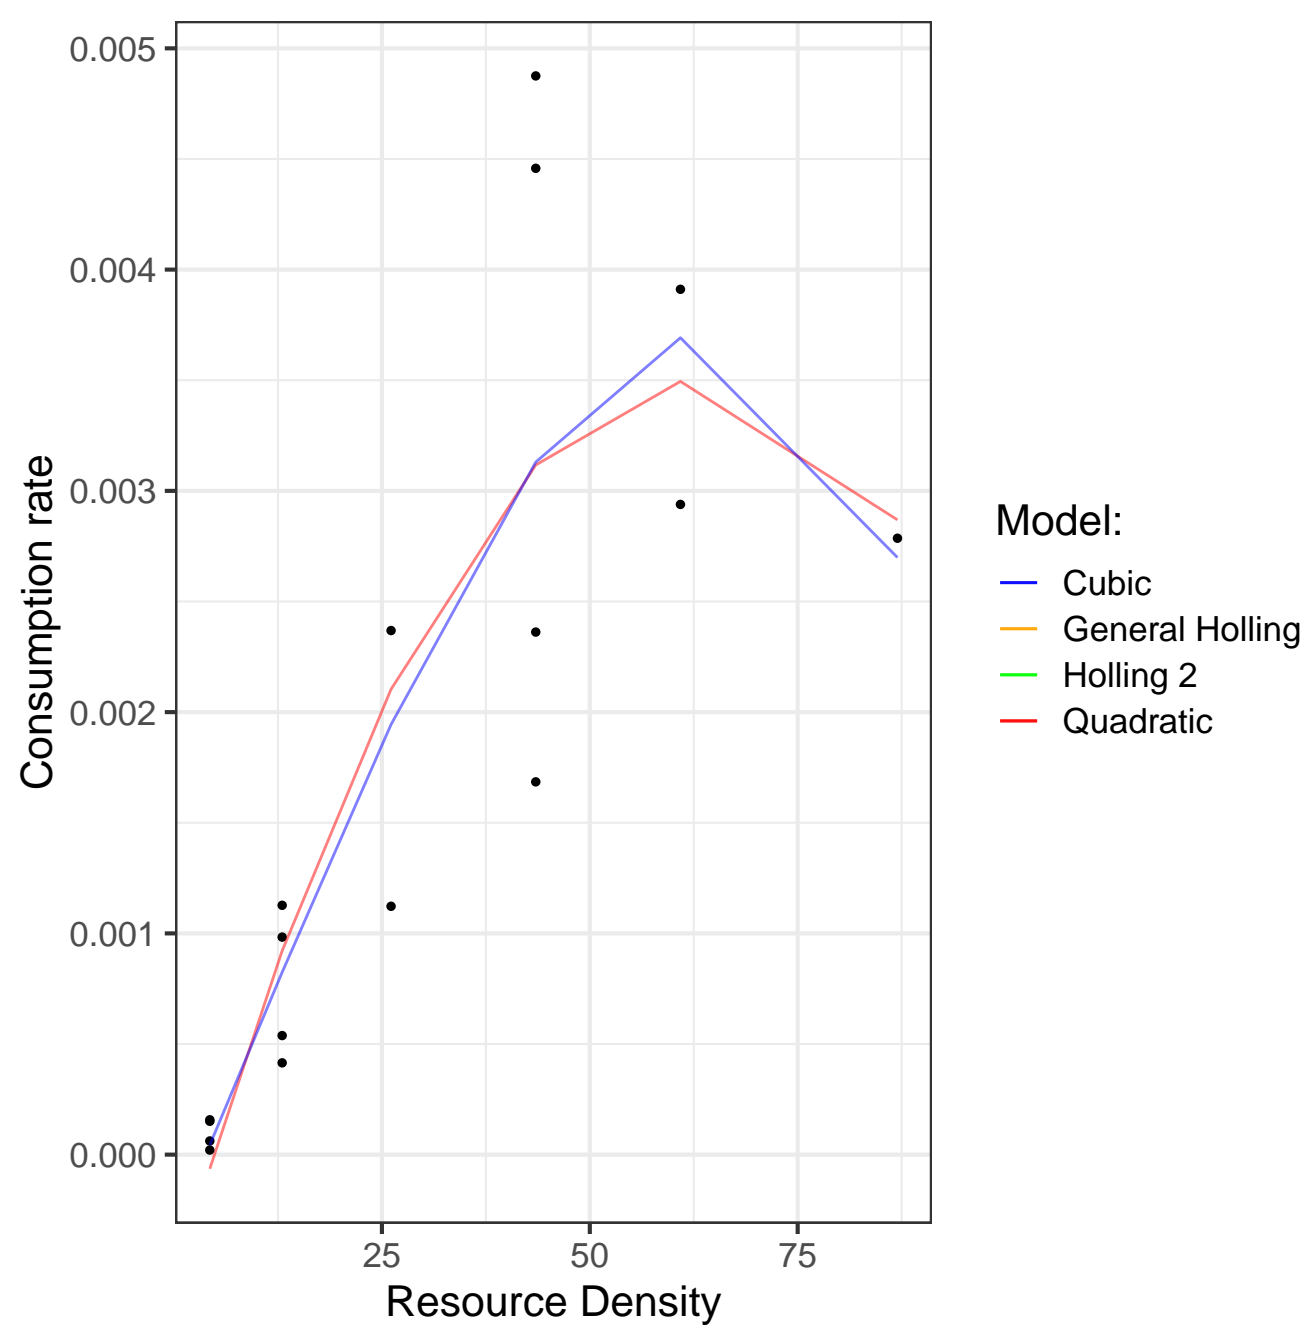 0.005
0.004
0.003
0.002
0.001
0.000
Consumption rate
25 50 75
Resource Density
Model:
Cubic
General Holling
Holling 2
Quadratic